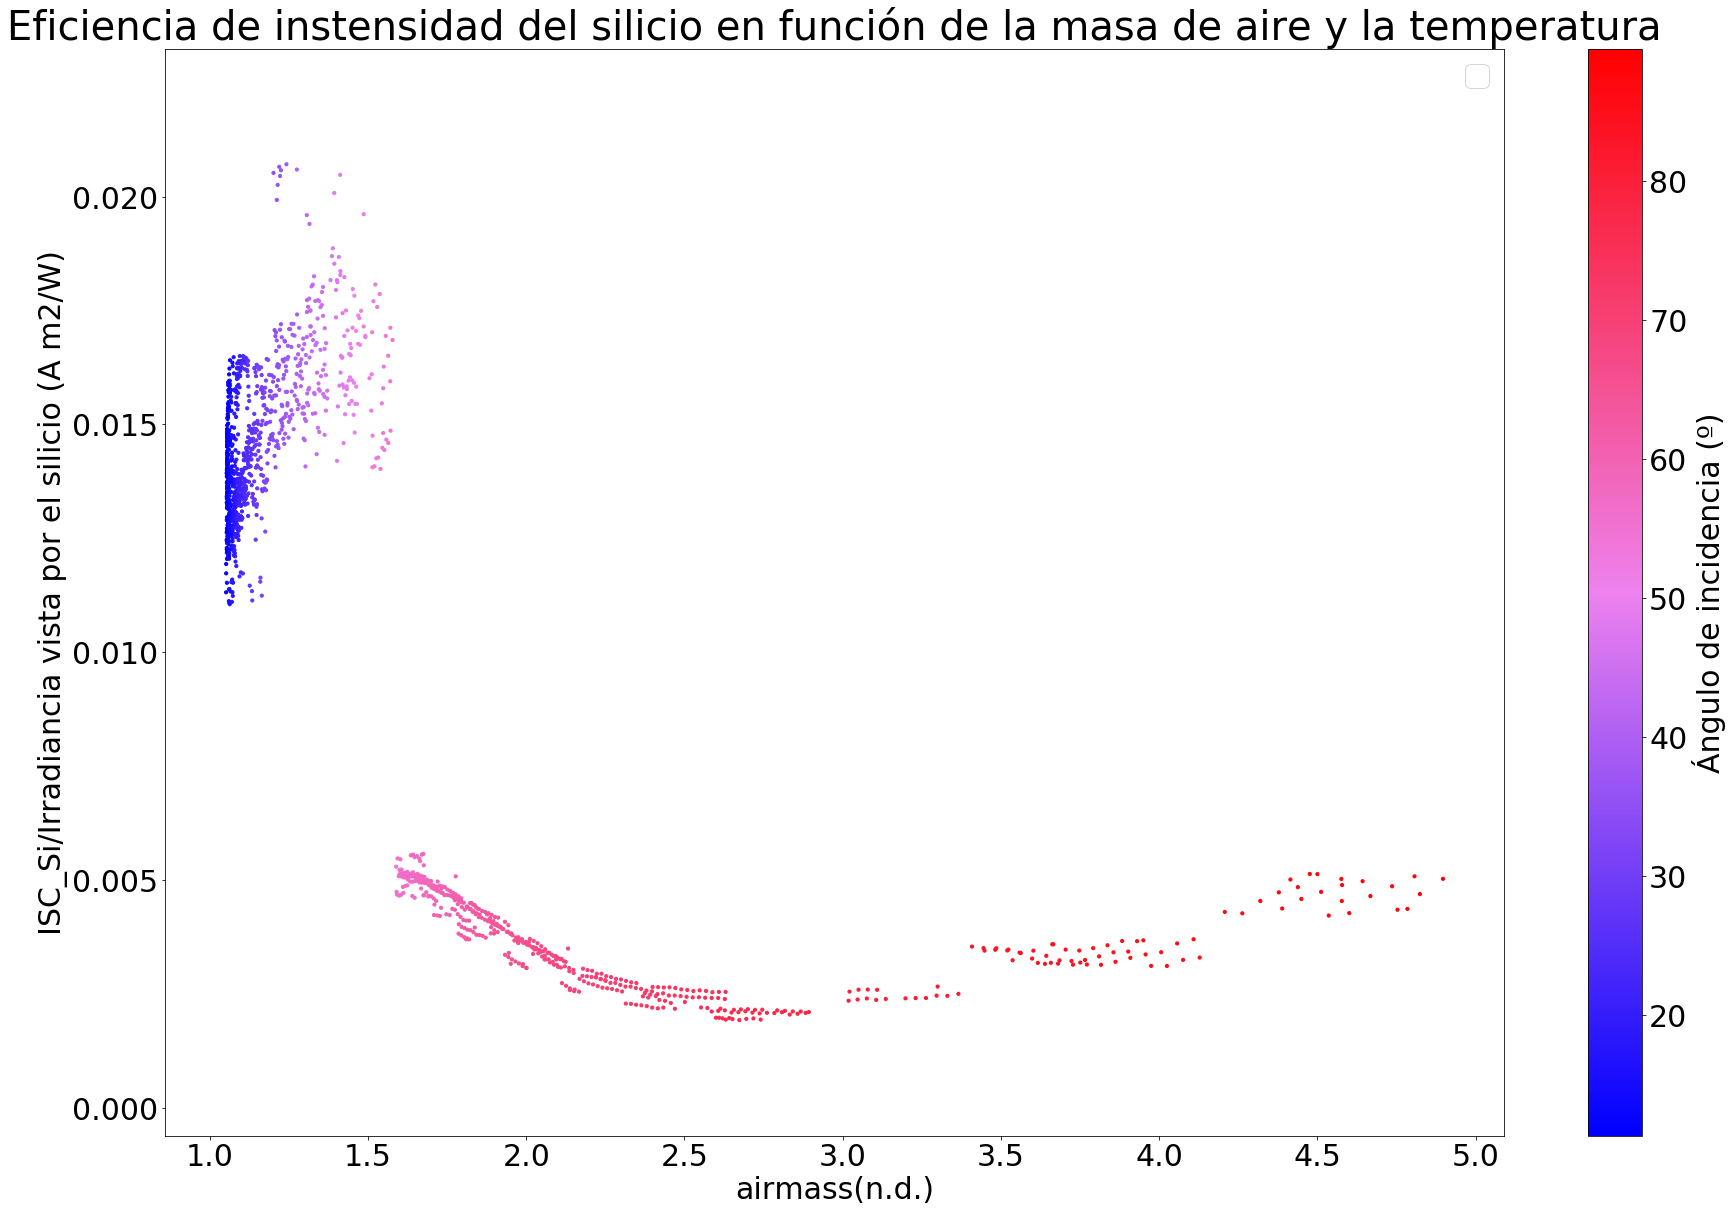 Eficiencia de instensidad del silicio en función de la masa de aire y la temperatura
ISC_Si/Irradiancia vista por el silicio (A m2/W)
0.020
0.015
0.010
0.005
0.000
1.0 1.5 2.0 2.5 3.0 3.5 4.0 4.5 5.0
airmass(n.d.)
80
70
60
50
40
30
20
Ángulo de incidencia (º)